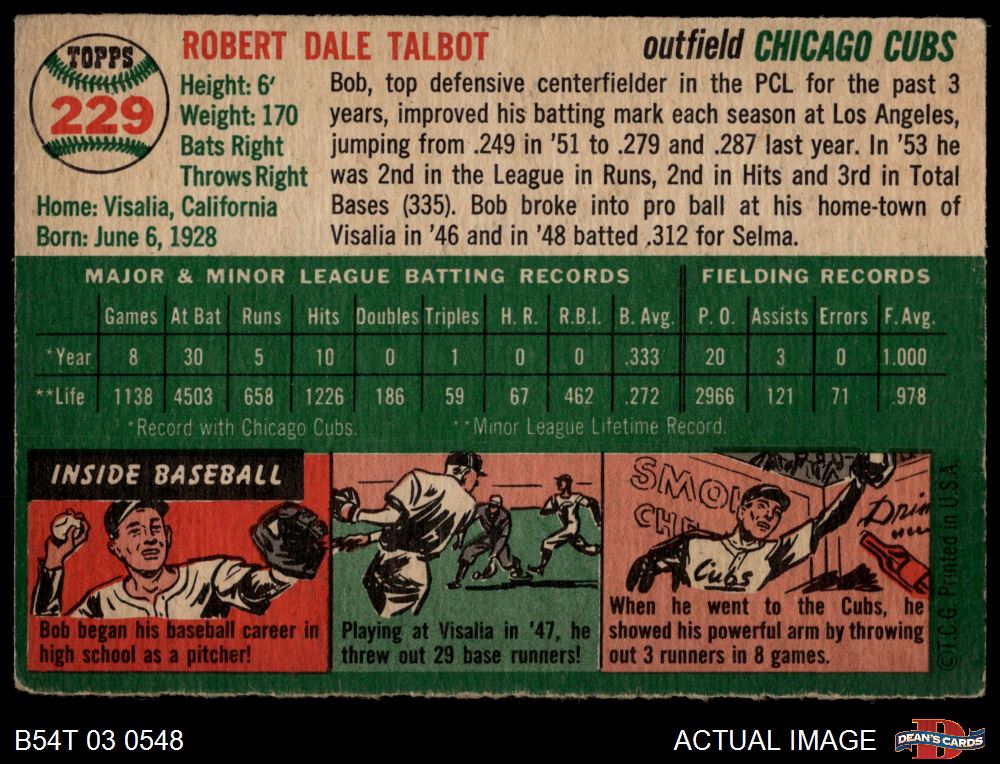 TOPPS
229
ROBERT DALE TALBOT
outfield CHICAGO CUBS
Height: 6'
Weight: 170
Bats Right
Throws Right
Home: Visalia, California
Born: June 6, 1928
Bob, top defensive centerfielder in the PCL for the past 3
years, improved his batting mark each season at Los Angeles,
jumping from .249 in '51 to .279 and .287 last year. In '53 he
was 2nd in the League in Runs, 2nd in Hits and 3rd in Total
Bases (335). Bob broke into pro ball at his home-town of
Visalia in '46 and in '48 batted .312 for Selma.
MAJOR & MINOR LEAGUE BATTING RECORDS FIELDING RECORDS
Games At Bat Runs Hits Doubles Triples H. R. R.B.I. B. Avg. P. O. Assists Errors F. Avg.
*Year 8 30 5 10 0 1 0 0 .333 20 3 0 1.000
**Life 1138 4503 658 1226 186 59 67 462 .272 2966 121 71 .978
*Record with Chicago Cubs. **Minor League Lifetime Record.
INSIDE BASEBALL
Bob began his baseball career in
high school as a pitcher!
Playing at Visalia in '47, he
threw out 29 base runners!
SMO
CHE
Drin
Cubs
When he went to the Cubs, he
showed his powerful arm by throwing
out 3 runners in 8 games.
©T.C.G. Printed in U.S.A.
B54T 03 0548
ACTUAL IMAGE
DEAN'S CARDS